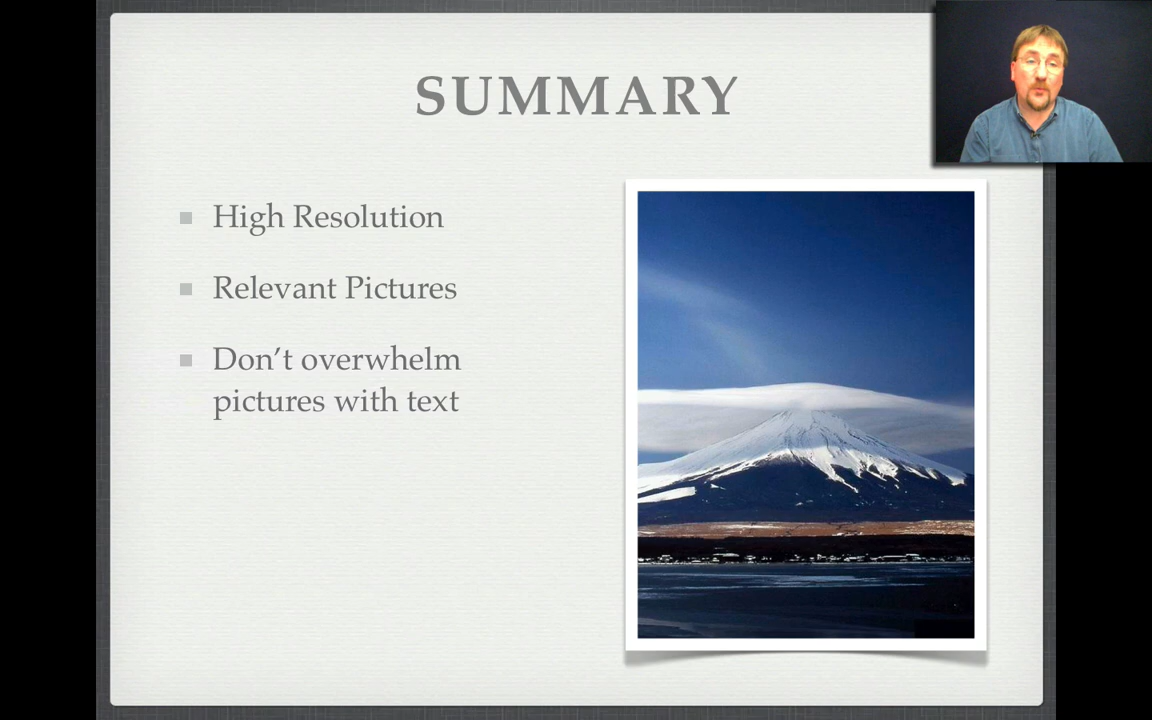 SUMMARY
High Resolution
Relevant Pictures
Don’t overwhelm
pictures with text